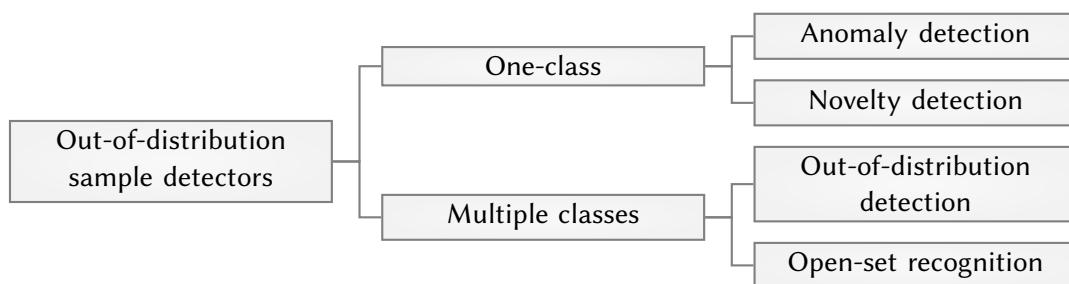 Out-of-distribution
sample detectors
One-class
Multiple classes
Anomaly detection
Novelty detection
Out-of-distribution
detection
Open-set recognition